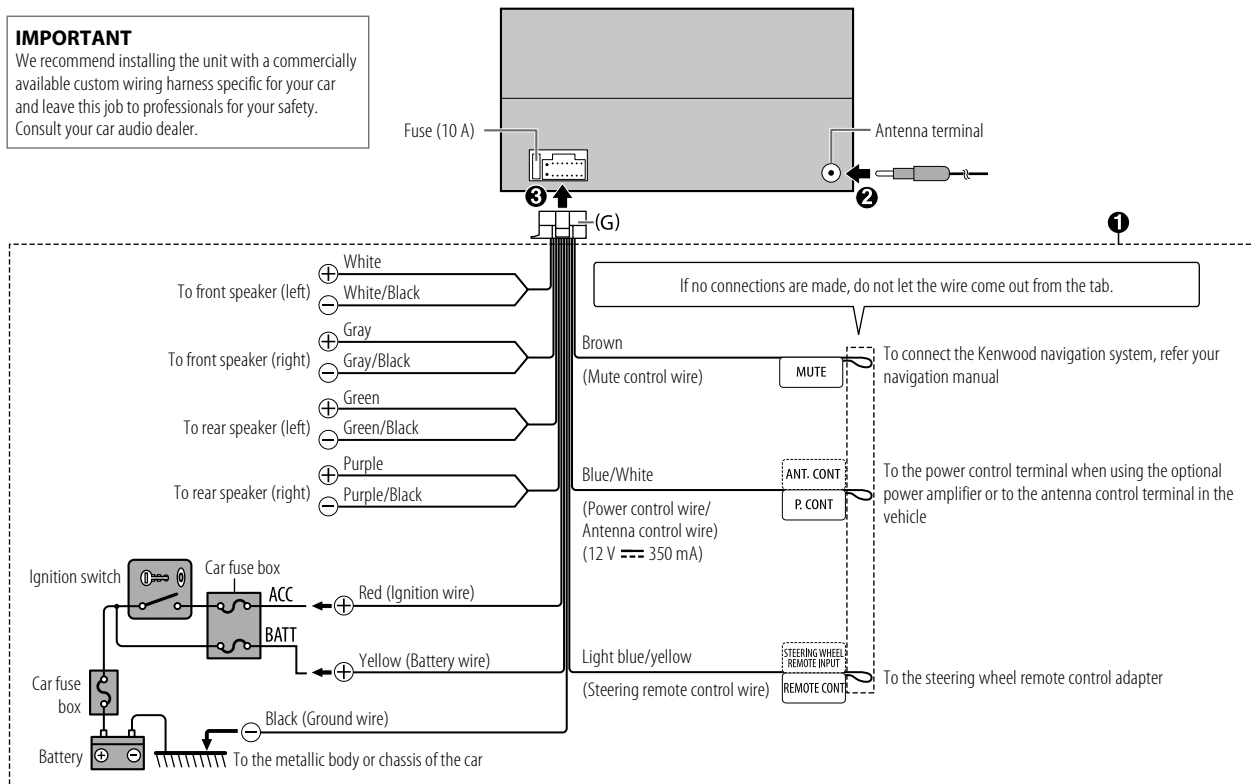 IMPORTANT
We recommend installing the unit with a commercially
available custom wiring harness specific for your car
and leave this job to professionals for your safety.
Consult your car audio dealer.
Fuse (10 A)
Antenna terminal
3
2
(G)
1
If no connections are made, do not let the wire come out from the tab.
To front speaker (left)
White
White/Black
To front speaker (right)
Gray
Gray/Black
To rear speaker (left)
Green
Green/Black
To rear speaker (right)
Purple
Purple/Black
Brown
(Mute control wire)
MUTE
To connect the Kenwood navigation system, refer your
navigation manual
Blue/White
(Power control wire/
Antenna control wire)
(12 V ⎓ 350 mA)
ANT. CONT
P. CONT
To the power control terminal when using the optional
power amplifier or to the antenna control terminal in the
vehicle
Ignition switch
Car fuse box
ACC
Red (Ignition wire)
BATT
Yellow (Battery wire)
Light blue/yellow
(Steering remote control wire)
STEERING WHEEL
REMOTE INPUT
REMOTE CONT
To the steering wheel remote control adapter
Car fuse
box
Black (Ground wire)
Battery
To the metallic body or chassis of the car